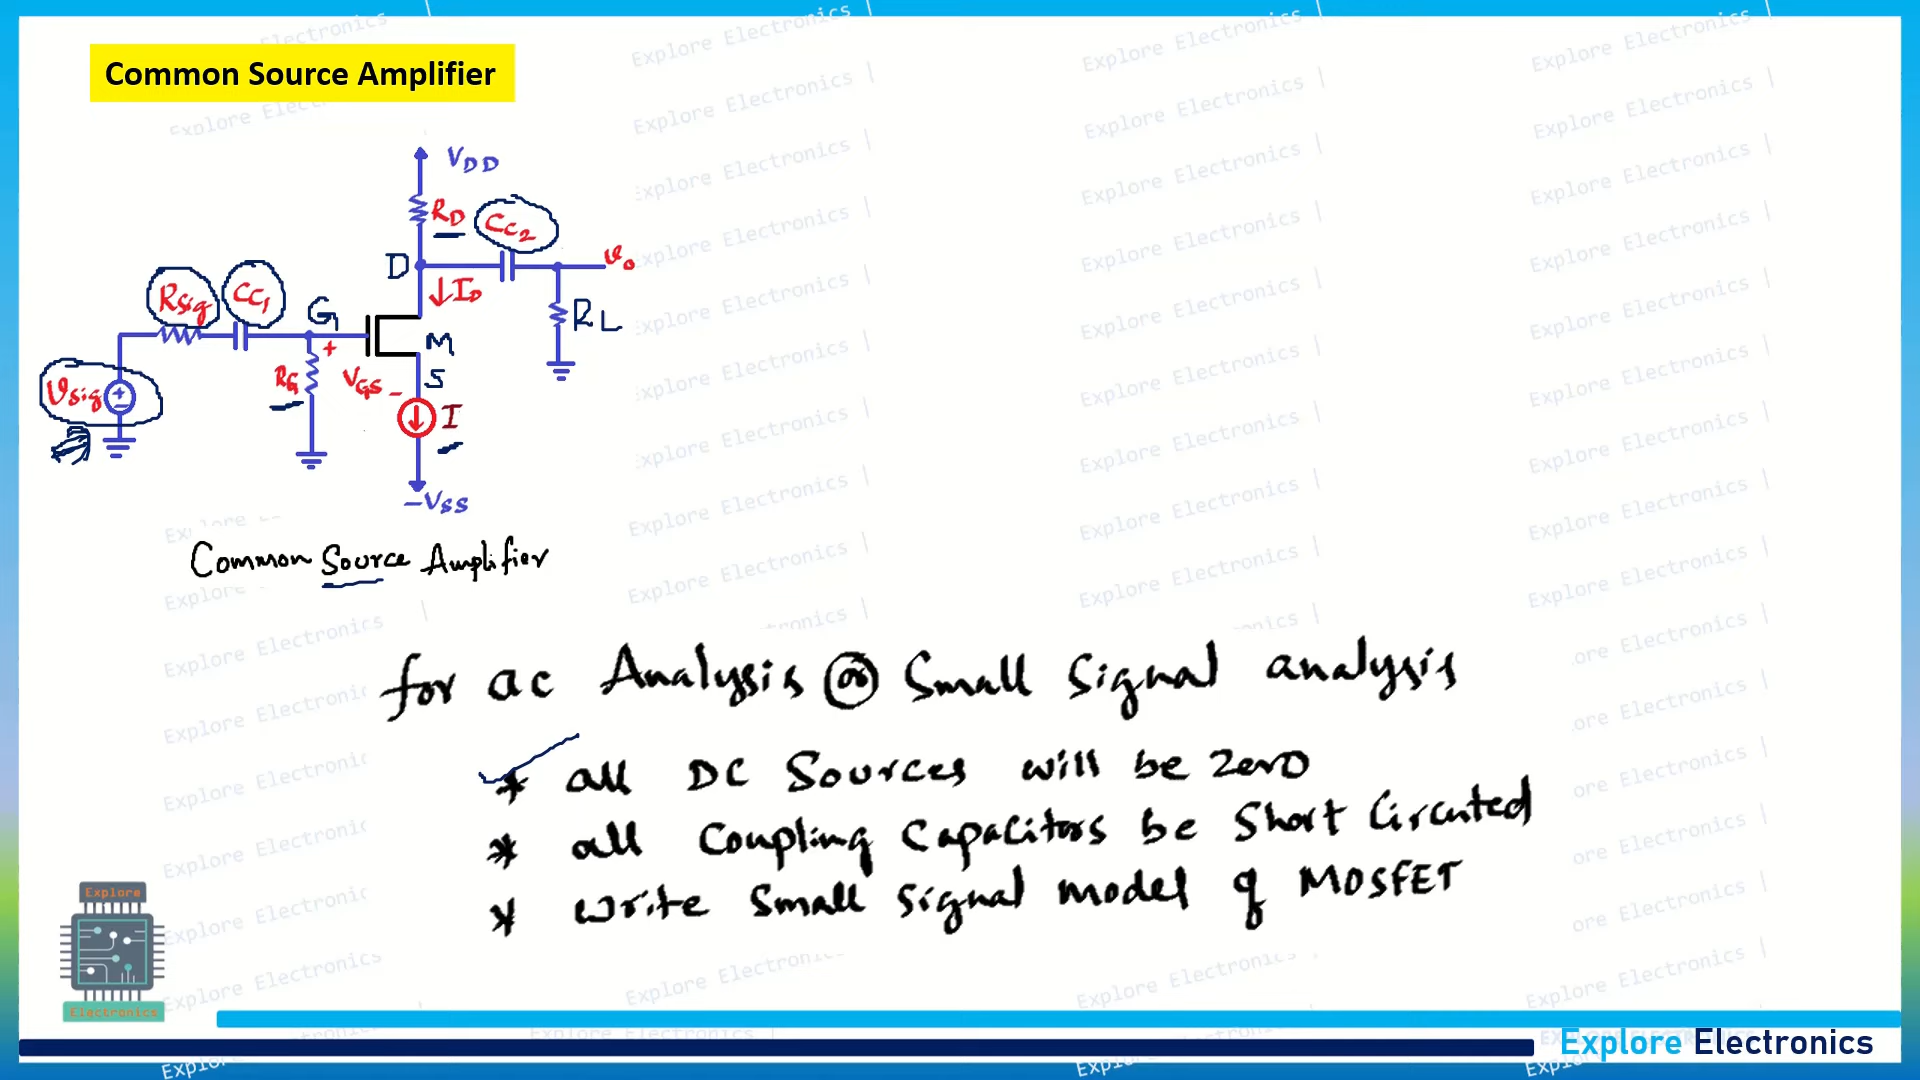 Common Source Amplifier
VDD
RD
CC2
D
vo
ID
Rsig
CC1
G
RL
M
+
RG
VGS
-
S
vsig
+
-
I
-VSS
Common Source Amplifier
for ac Analysis (or) Small Signal analysis
* all DC Sources will be Zero
* all Coupling Capacitors be Short Circuted
* Write Small Signal model of MOSFET
Explore
Electronics
Explore Electronics